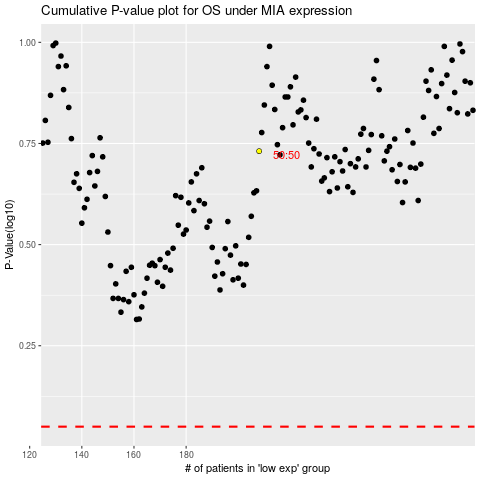 Cumulative P-value plot for OS under MIA expression
1.00
0.75
0.50
0.25
50:50
P-Value(log10)
120 140 160 180
# of patients in 'low exp' group